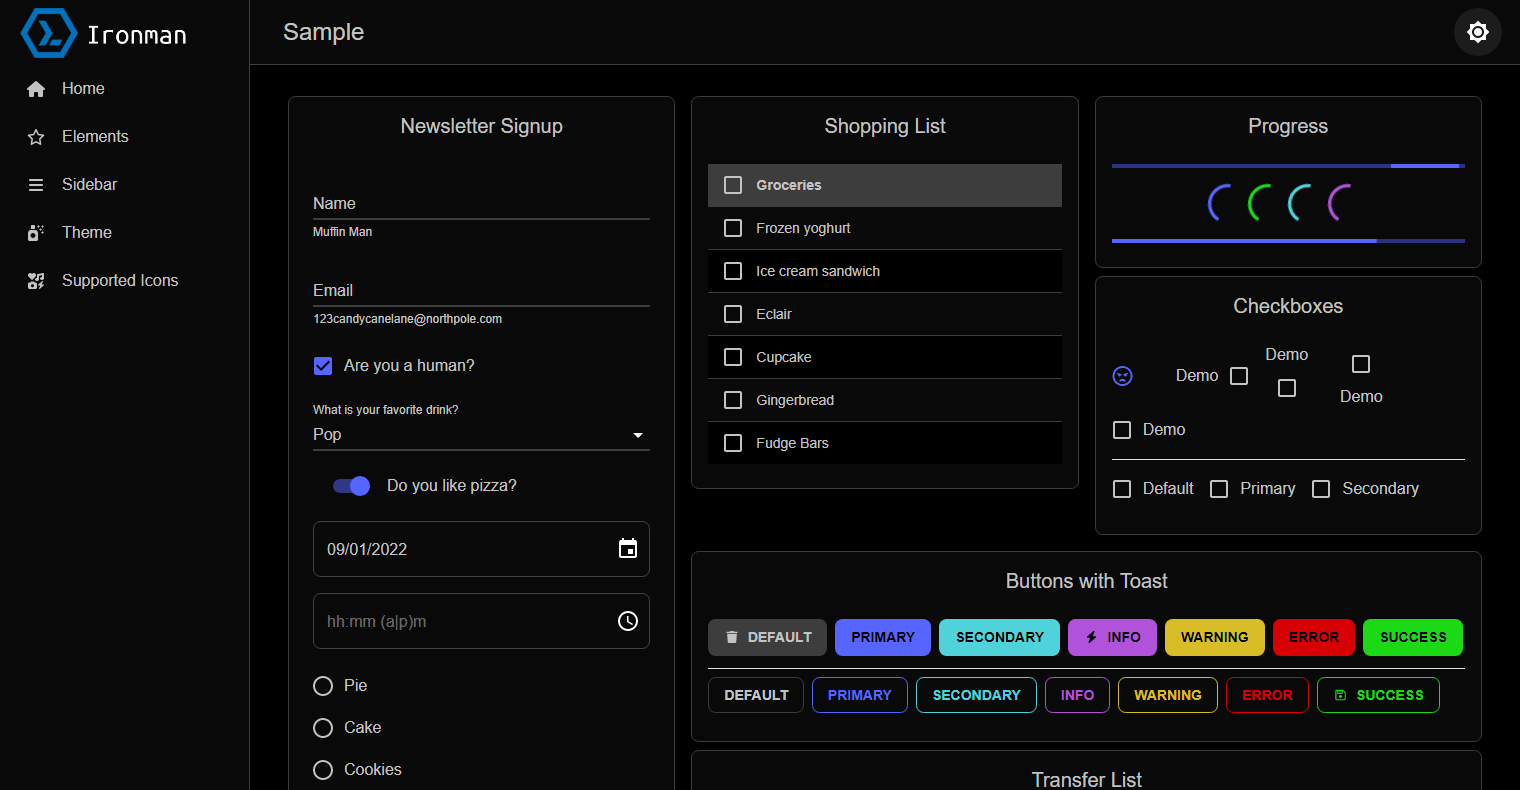 Ironman
Home
Elements
Sidebar
Theme
Supported Icons
Sample
Newsletter Signup
Name
Muffin Man
Email
123candycanelane@northpole.com
Are you a human?
What is your favorite drink?
Pop
Do you like pizza?
09/01/2022
hh:mm (a|p)m
Pie
Cake
Cookies
Shopping List
Groceries
Frozen yoghurt
Ice cream sandwich
Eclair
Cupcake
Gingerbread
Fudge Bars
Progress
Checkboxes
Demo
Demo
Demo
Demo
Default Primary Secondary
Buttons with Toast
DEFAULT PRIMARY SECONDARY INFO WARNING ERROR SUCCESS
DEFAULT PRIMARY SECONDARY INFO WARNING ERROR SUCCESS
Transfer List